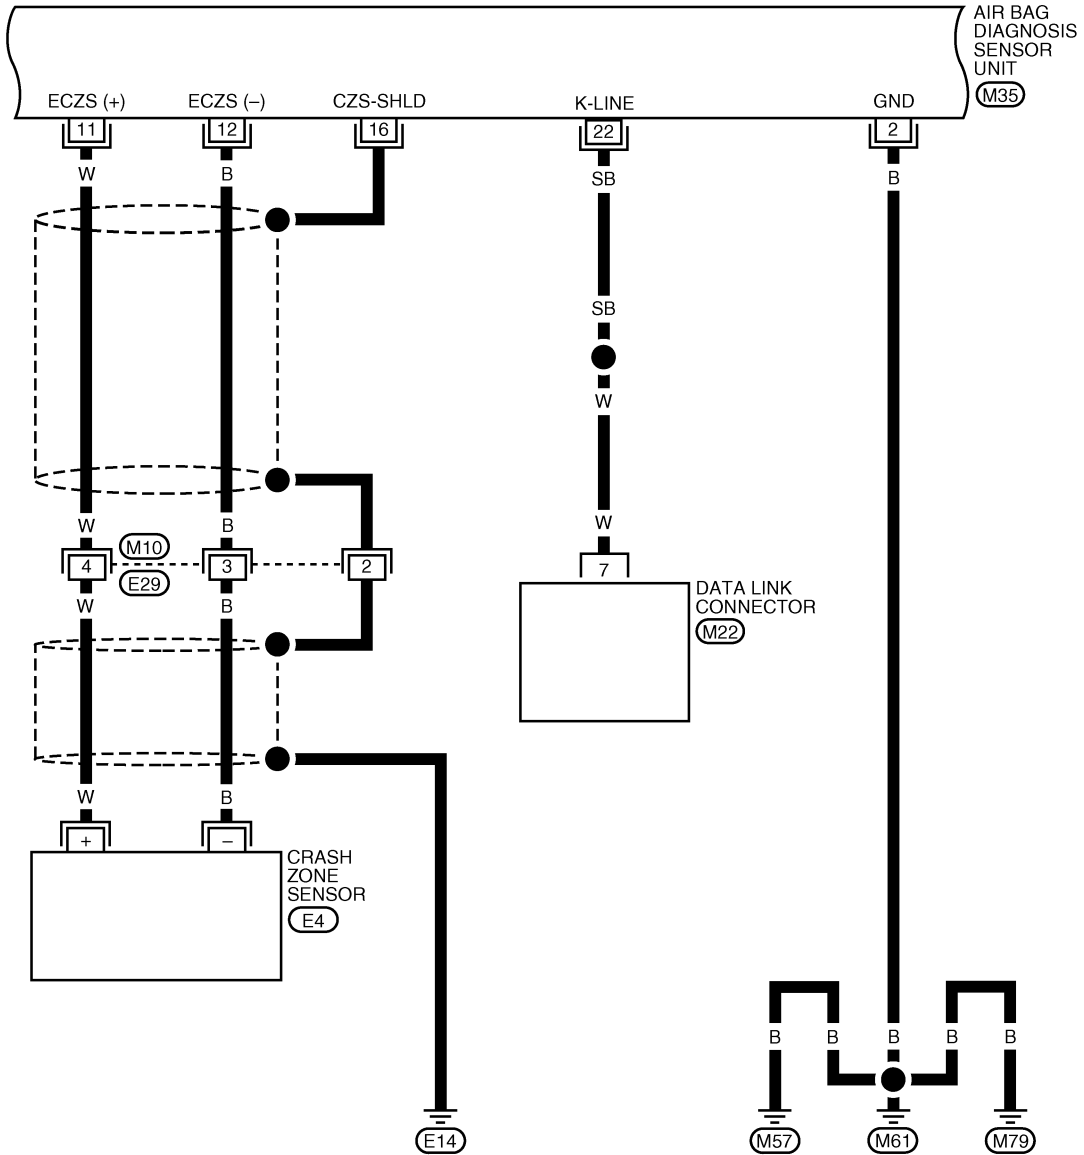 AIR BAG
DIAGNOSIS
SENSOR
UNIT
M35
ECZS (+)
ECZS (–)
CZS-SHLD
K-LINE
GND
11
12
16
22
2
W
B
SB
B
SB
W
W
B
W
M10
4
3
2
7
E29
W
B
DATA LINK
CONNECTOR
M22
W
B
+
–
CRASH
ZONE
SENSOR
E4
B
B
B
B
B
E14
M57
M61
M79